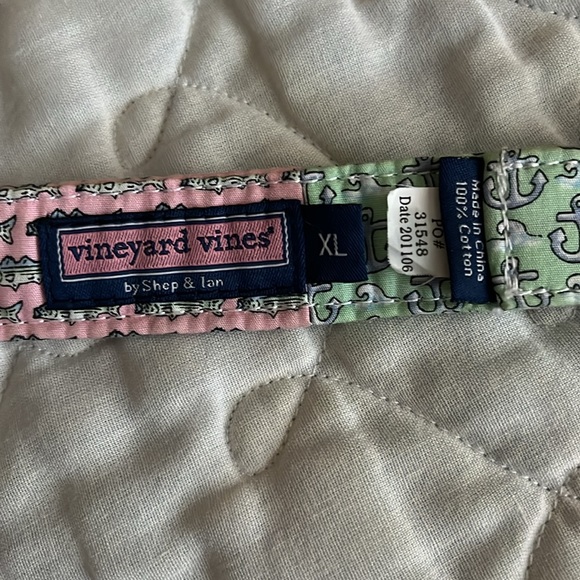 vineyard vines®
by Shep & Ian
XL
PO#
31548
Date 201106
Made in China
100% Cotton